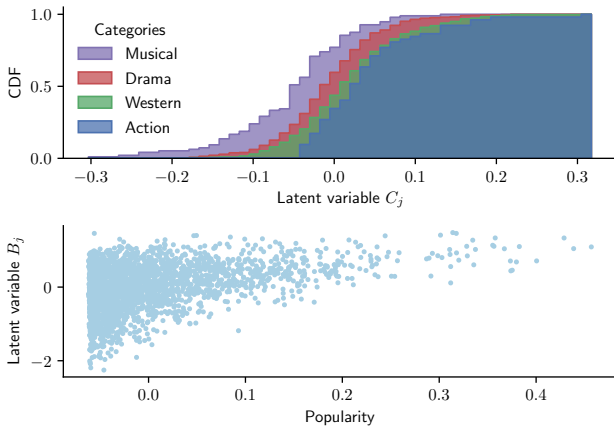 Categories
Musical
Drama
Western
Action
CDF
1.0
0.5
0.0
−0.3 −0.2 −0.1 0.0 0.1 0.2 0.3
Latent variable C_j
Latent variable B_j
0
−2
0.0 0.1 0.2 0.3 0.4
Popularity